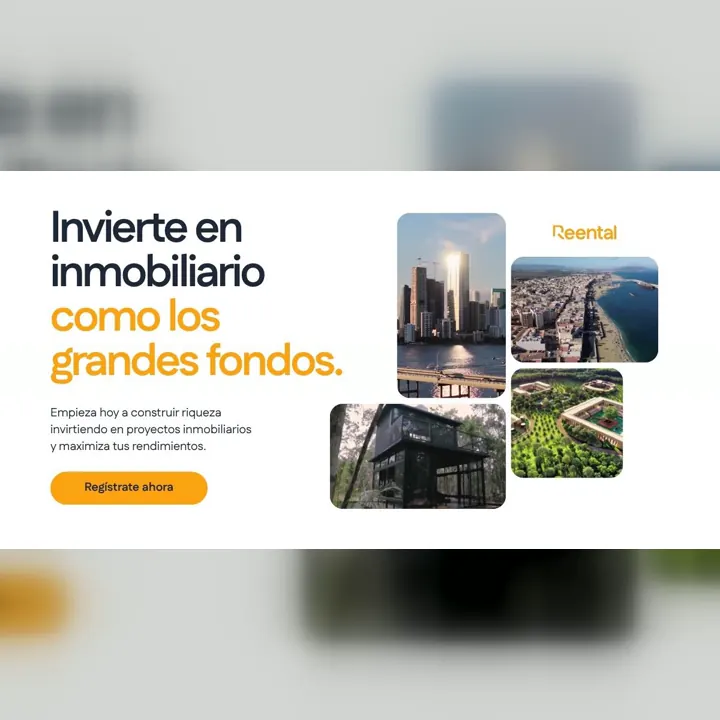 Invierte en
inmobiliario
como los
grandes fondos.
Empieza hoy a construir riqueza
invirtiendo en proyectos inmobiliarios
y maximiza tus rendimientos.
Regístrate ahora
Reental